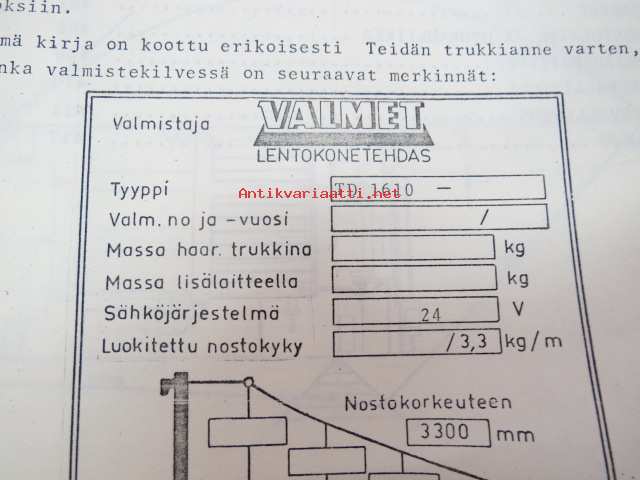 ksiin.
mä kirja on koottu erikoisesti Teidän trukkianne varten,
nka valmistekilvessä on seuraavat merkinnät:
Valmistaja VALMET
LENTOKONETEHDAS
Antikvariaatti.net
Tyyppi TD 1610 —
Valm. no ja -vuosi /
Massa haar. trukkina kg
Massa lisälaitteella kg
Sähköjärjestelmä 24 V
Luokitettu nostokyky /3,3 kg/m
Nostokorkeuteen
3300 mm